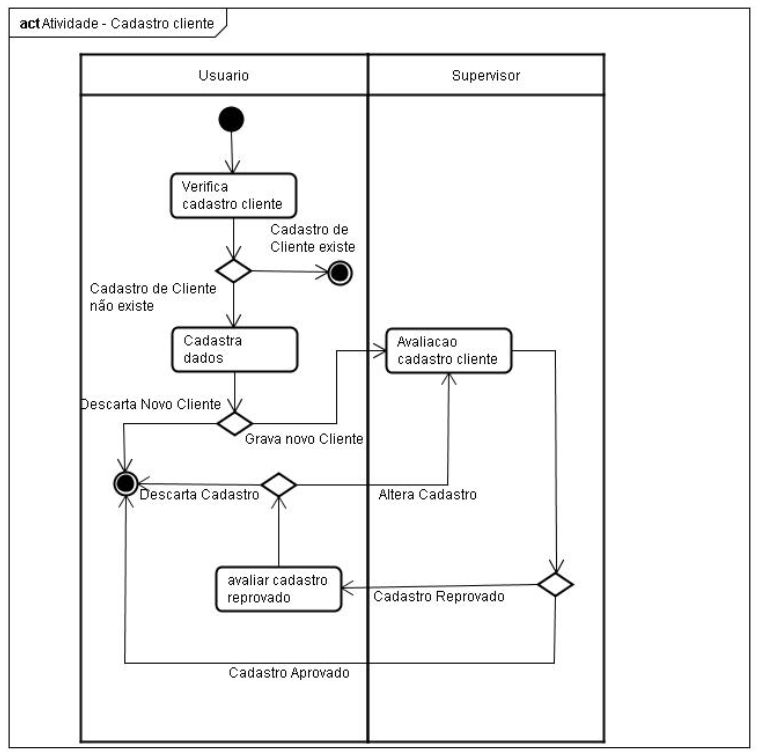 act Atividade - Cadastro cliente
Usuario
Supervisor
Verifica
cadastro cliente
Cadastro de
Cliente existe
Cadastro de Cliente
não existe
Cadastra
dados
Avaliacao
cadastro cliente
Descarta Novo Cliente
Grava novo Cliente
Descarta Cadastro
Altera Cadastro
avaliar cadastro
reprovado
Cadastro Reprovado
Cadastro Aprovado